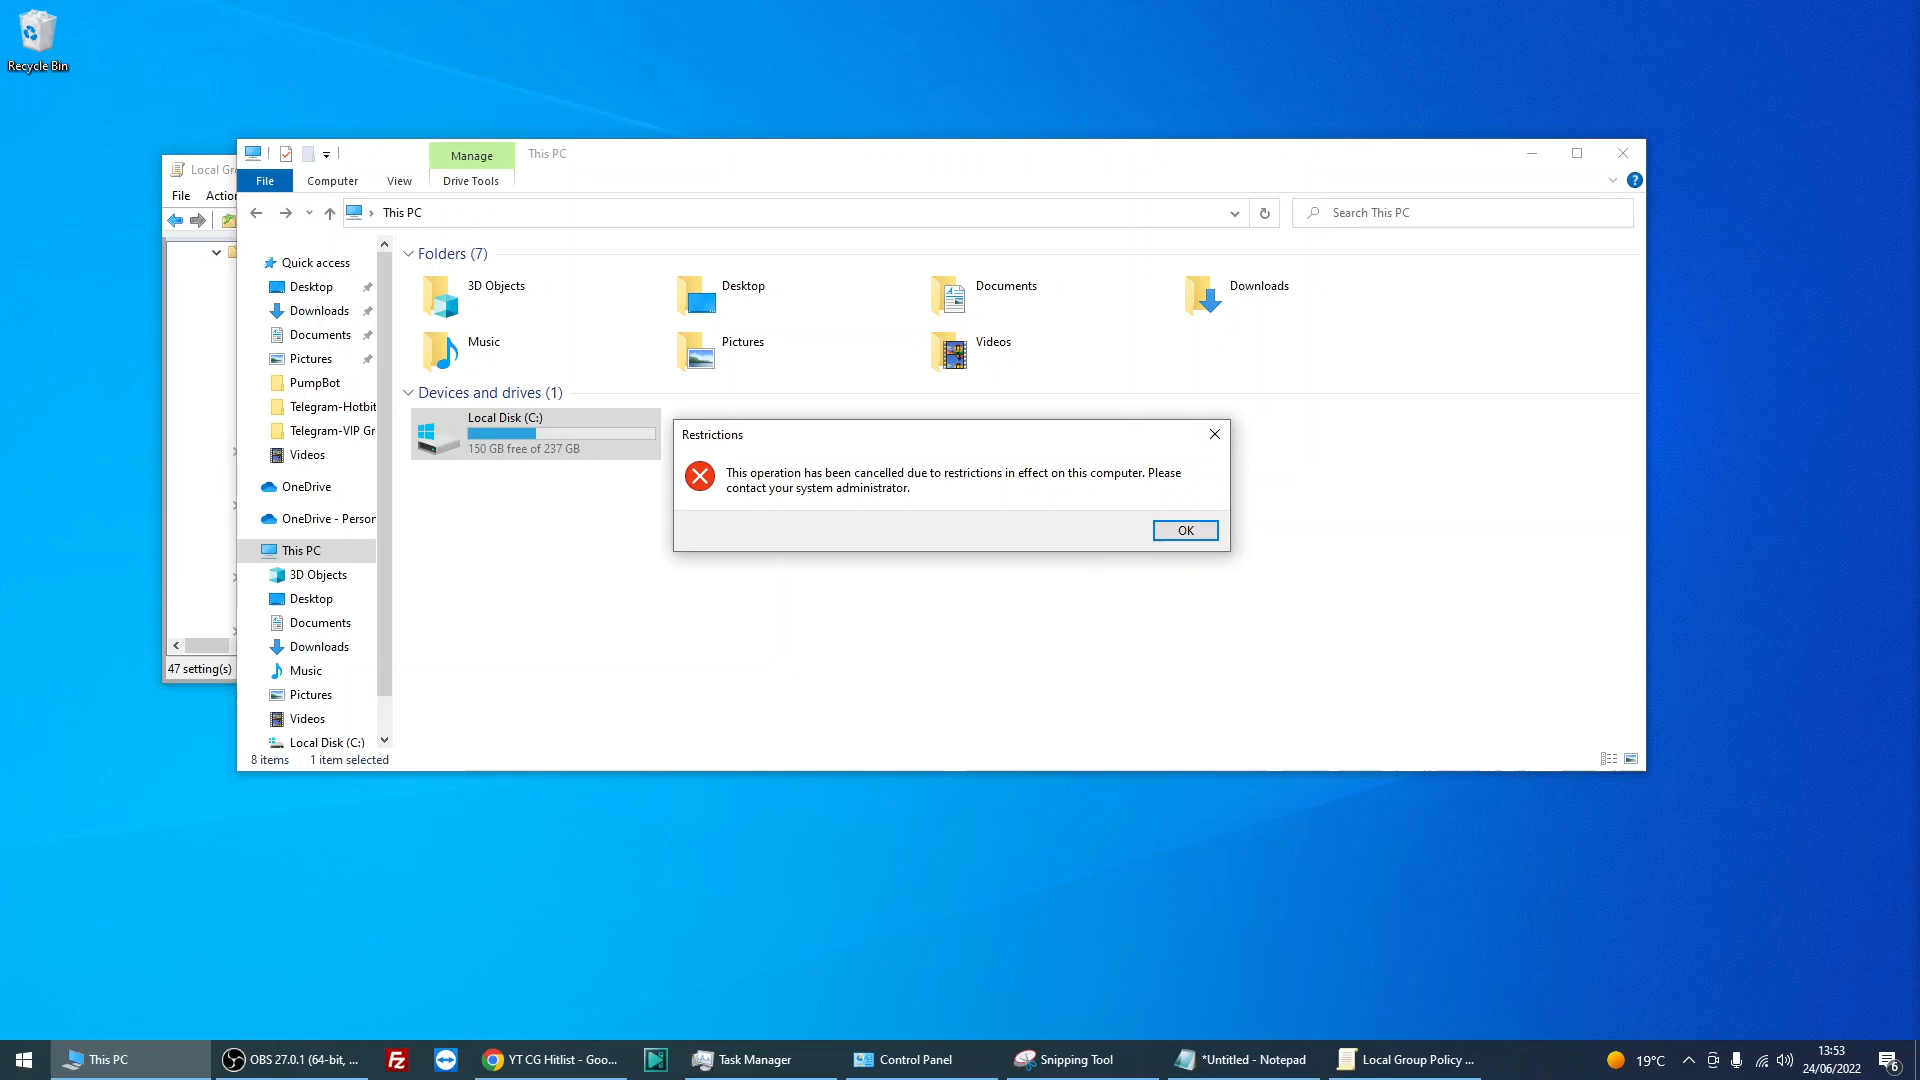 Recycle Bin
Local Gro
File Action
47 setting(s)
Manage This PC
File Computer View Drive Tools
This PC
Search This PC
Quick access
Desktop
Downloads
Documents
Pictures
PumpBot
Telegram-Hotbit
Telegram-VIP Gr
Videos
OneDrive
OneDrive - Person
This PC
3D Objects
Desktop
Documents
Downloads
Music
Pictures
Videos
Local Disk (C:)
Folders (7)
3D Objects Desktop Documents Downloads
Music Pictures Videos
Devices and drives (1)
Local Disk (C:)
150 GB free of 237 GB
Restrictions
This operation has been cancelled due to restrictions in effect on this computer. Please
contact your system administrator.
OK
8 items 1 item selected
This PC OBS 27.0.1 (64-bit, ... Fz YT CG Hitlist - Goo... Task Manager Control Panel Snipping Tool *Untitled - Notepad Local Group Policy ... 19°C
13:53
24/06/2022
6